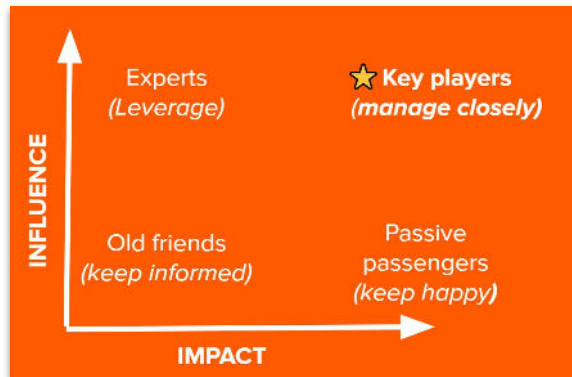 Experts
(Leverage)
Key players
(manage closely)
INFLUENCE
Old friends
(keep informed)
Passive
passengers
(keep happy)
IMPACT